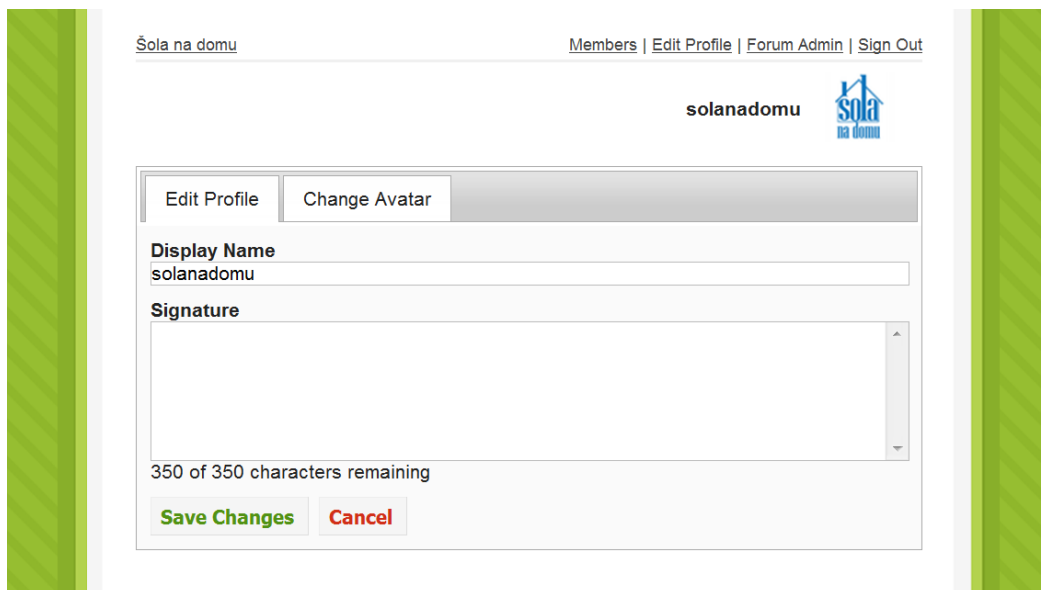 Šola na domu
Members | Edit Profile | Forum Admin | Sign Out
solanadomu
šola
na domu
Edit Profile
Change Avatar
Display Name
solanadomu
Signature
350 of 350 characters remaining
Save Changes
Cancel